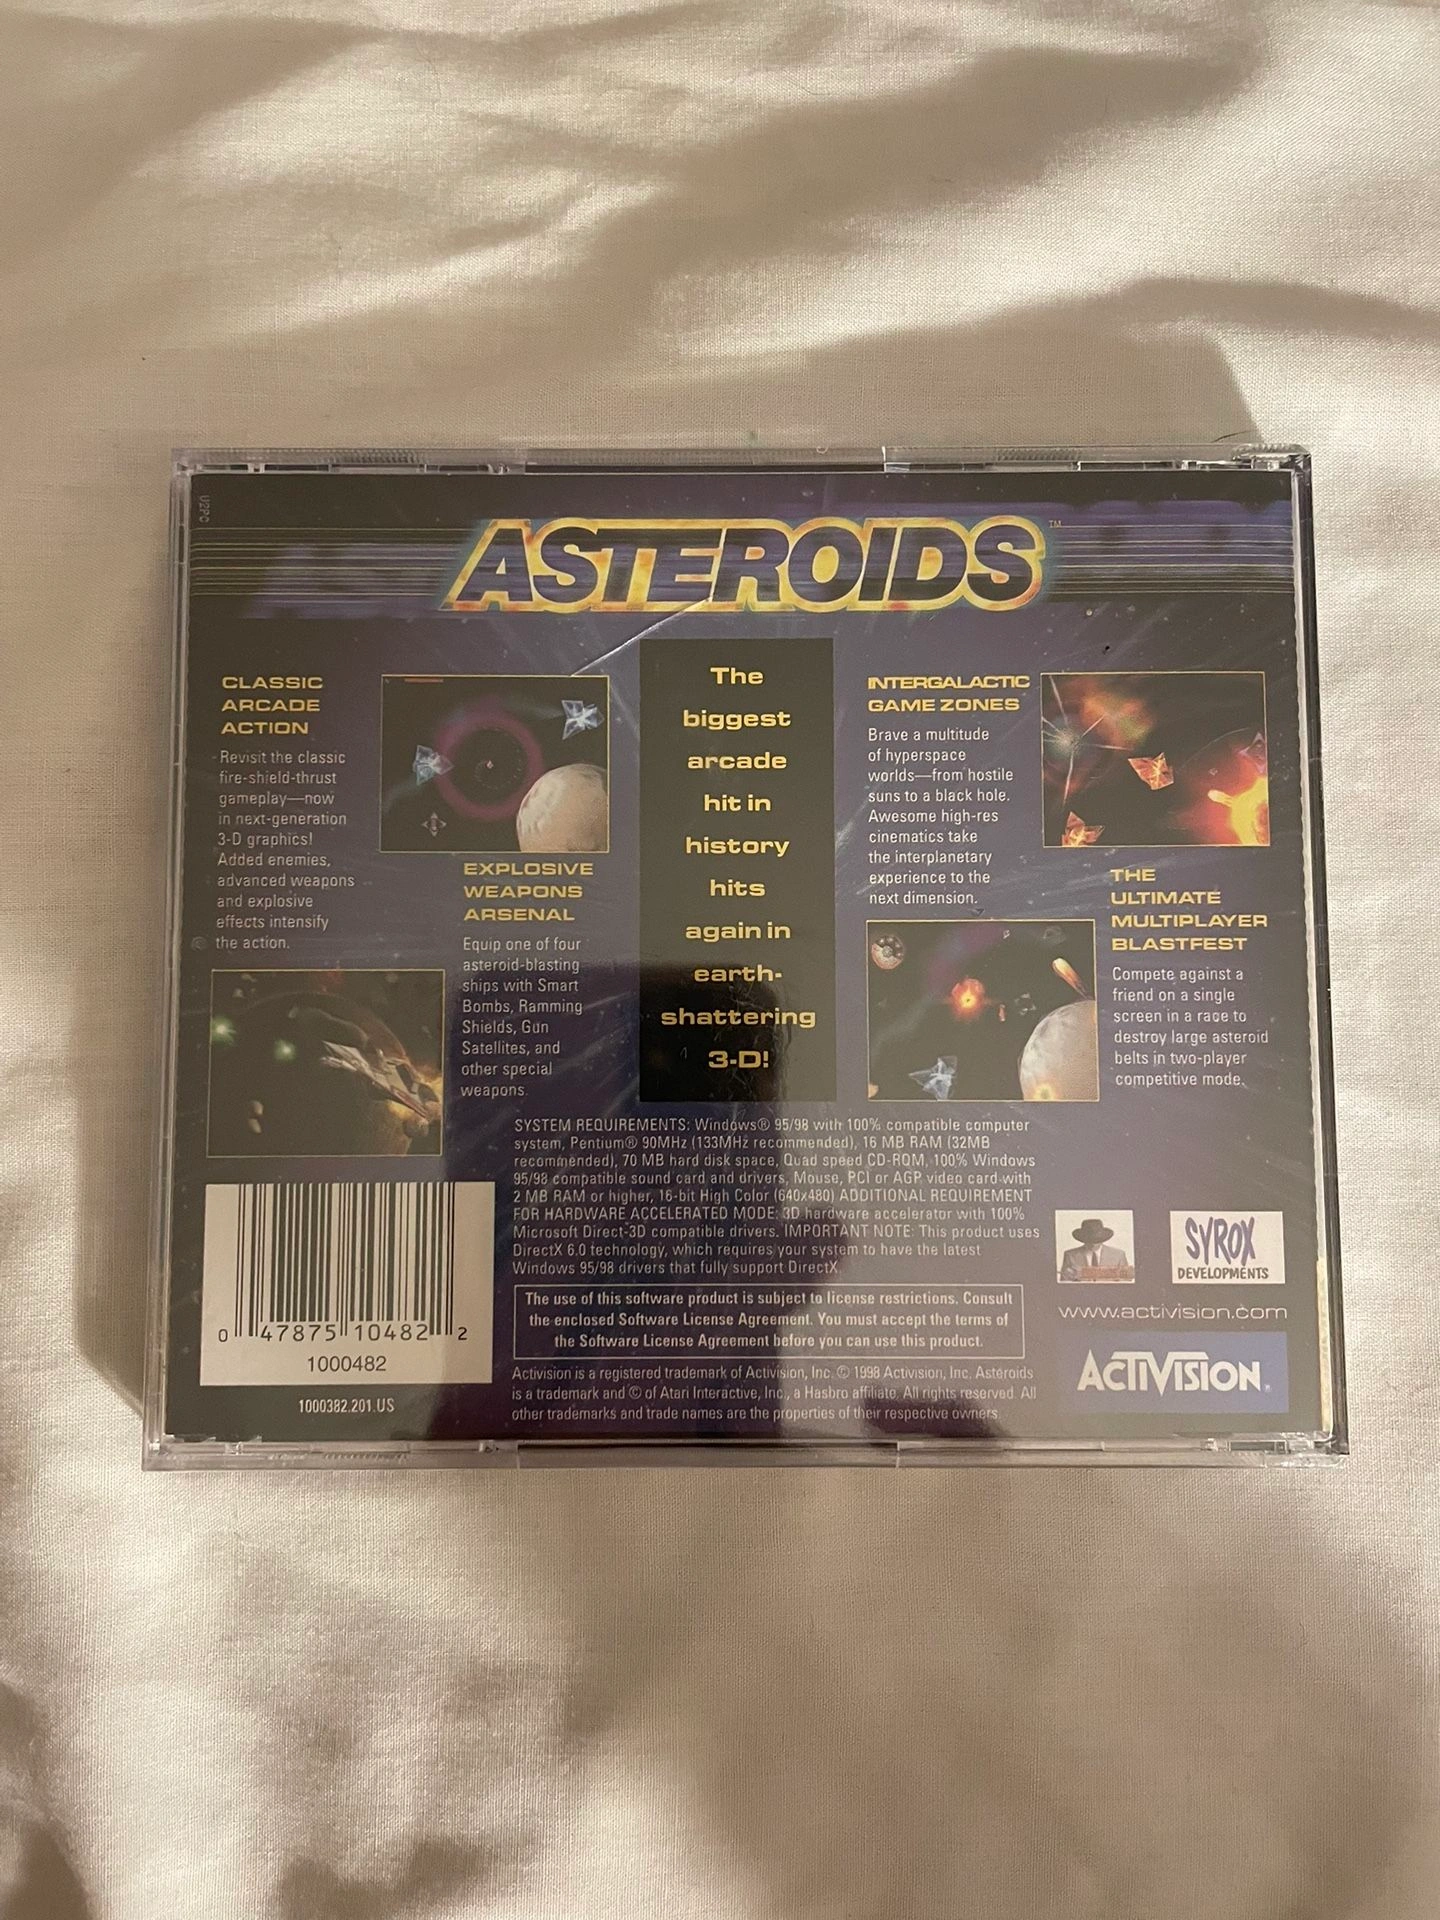 U2PC
ASTEROIDS™
CLASSIC
ARCADE
ACTION
Revisit the classic
fire-shield-thrust
gameplay—now
in next-generation
3-D graphics!
Added enemies,
advanced weapons
and explosive
effects intensify
the action.
EXPLOSIVE
WEAPONS
ARSENAL
Equip one of four
asteroid-blasting
ships with Smart
Bombs, Ramming
Shields, Gun
Satellites, and
other special
weapons.
The
biggest
arcade
hit in
history
hits
again in
earth-
shattering
3-D!
INTERGALACTIC
GAME ZONES
Brave a multitude
of hyperspace
worlds—from hostile
suns to a black hole.
Awesome high-res
cinematics take
the interplanetary
experience to the
next dimension.
THE
ULTIMATE
MULTIPLAYER
BLASTFEST
Compete against a
friend on a single
screen in a race to
destroy large asteroid
belts in two-player
competitive mode.
SYSTEM REQUIREMENTS: Windows® 95/98 with 100% compatible computer
system, Pentium® 90MHz (133MHz recommended), 16 MB RAM (32MB
recommended), 70 MB hard disk space, Quad speed CD-ROM, 100% Windows
95/98 compatible sound card and drivers, Mouse, PCI or AGP video card with
2 MB RAM or higher, 16-bit High Color (640x480) ADDITIONAL REQUIREMENT
FOR HARDWARE ACCELERATED MODE: 3D hardware accelerator with 100%
Microsoft Direct-3D compatible drivers. IMPORTANT NOTE: This product uses
DirectX 6.0 technology, which requires your system to have the latest
Windows 95/98 drivers that fully support DirectX.
The use of this software product is subject to license restrictions. Consult
the enclosed Software License Agreement. You must accept the terms of
the Software License Agreement before you can use this product.
Activision is a registered trademark of Activision, Inc. © 1998 Activision, Inc. Asteroids
is a trademark and © of Atari Interactive, Inc., a Hasbro affiliate. All rights reserved. All
other trademarks and trade names are the properties of their respective owners.
0 47875 10482 2
1000482
1000382.201.US
SYROX
DEVELOPMENTS
www.activision.com
ACTIVISION®